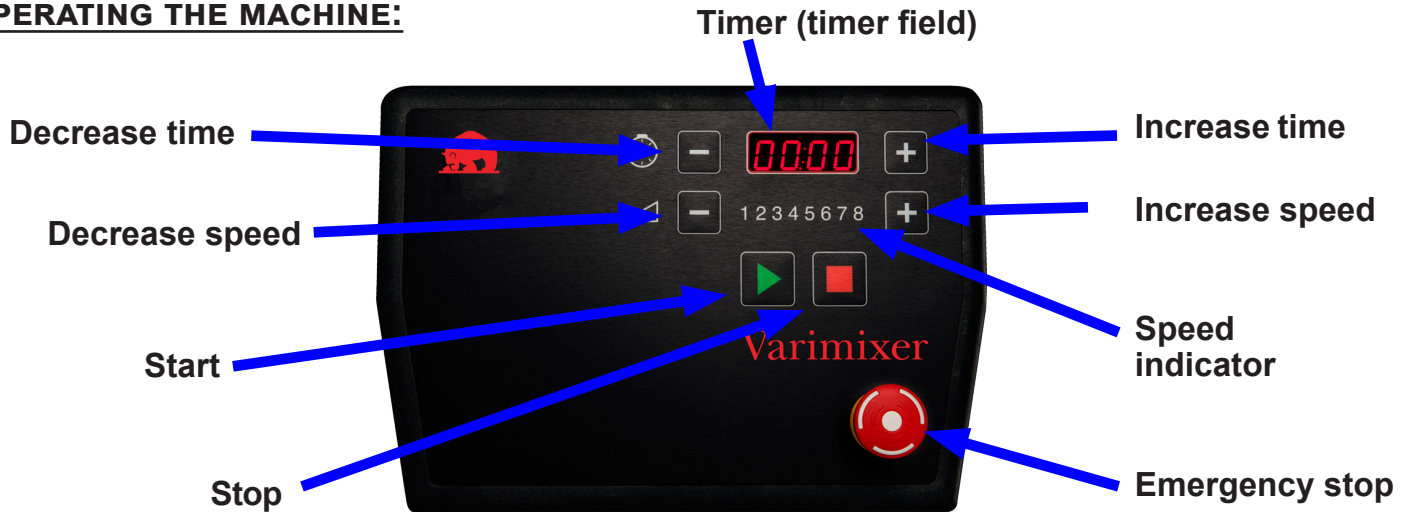 PERATING THE MACHINE:
Timer (timer field)
Decrease time
Increase time
00:00
Decrease speed
12345678
Increase speed
Start
Varimixer
Speed
indicator
Stop
Emergency stop